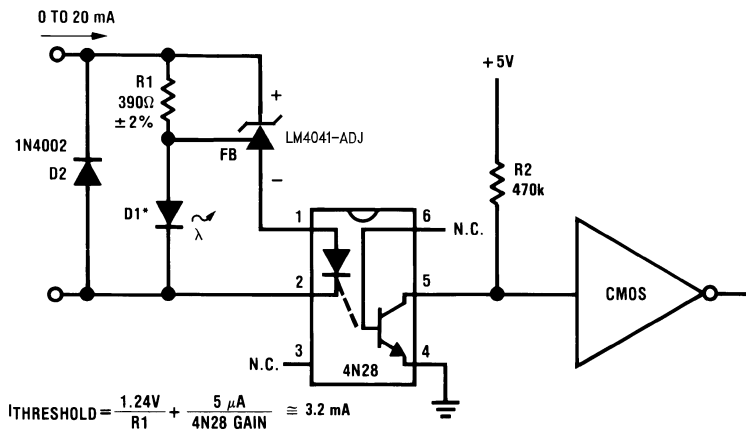 0 TO 20 mA
R1
390Ω
±2%
+
LM4041-ADJ
FB
−
1N4002
D2
D1*
λ
+5V
R2
470k
1
6
N.C.
2
5
CMOS
3
N.C.
4
4N28
ITHRESHOLD = 1.24V / R1 + 5 μA / 4N28 GAIN ≅ 3.2 mA